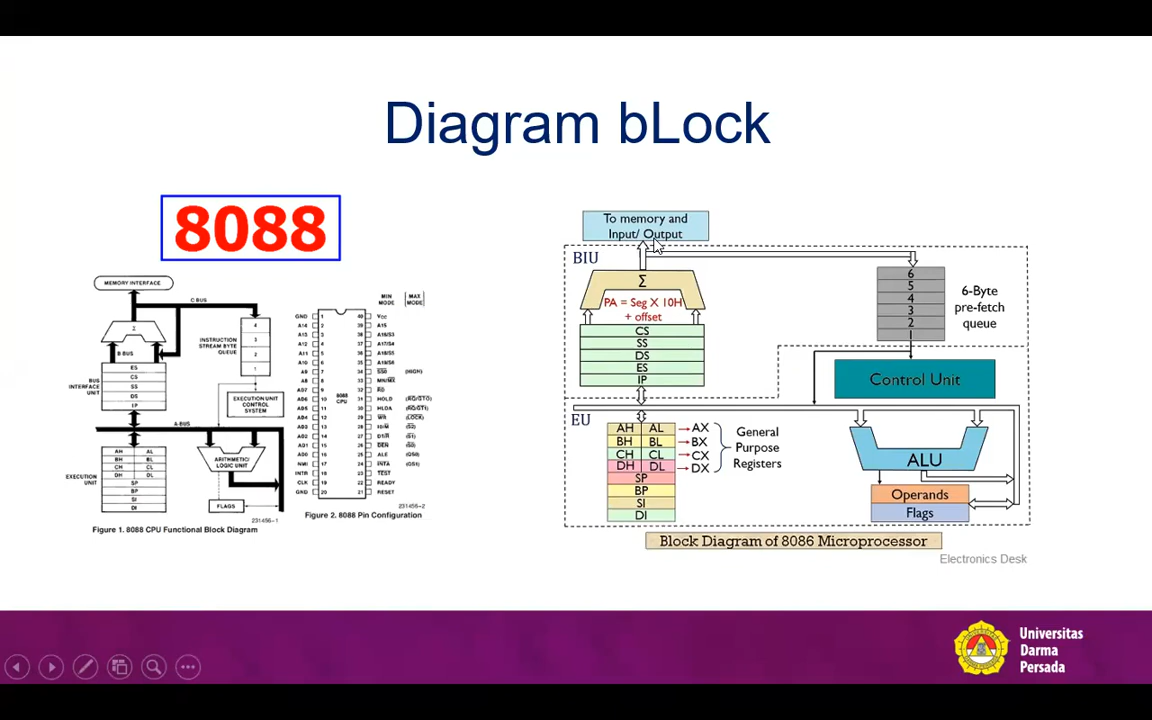 Diagram bLock
8088
MEMORY INTERFACE
C BUS
Σ
B BUS
INSTRUCTION
STREAM BYTE
QUEUE
4
3
2
1
ES
CS
SS
DS
IP
BUS
INTERFACE
UNIT
EXECUTION UNIT
CONTROL
SYSTEM
A-BUS
AH AL
BH BL
CH CL
DH DL
SP
BP
SI
DI
EXECUTION
UNIT
ARITHMETIC/
LOGIC UNIT
FLAGS
231456-1
Figure 1. 8088 CPU Functional Block Diagram
MIN
MODE
MAX
MODE
GND 1 40 VCC
A14 2 39 A15
A13 3 38 A16/S3
A12 4 37 A17/S4
A11 5 36 A18/S5
A10 6 35 A19/S6
A9 7 34 SS0 (HIGH)
A8 8 33 MN/MX
AD7 9 32 RD
AD6 10 31 HOLD (RQ/GT0)
AD5 11 30 HLDA (RQ/GT1)
AD4 12 29 WR (LOCK)
AD3 13 28 IO/M (S2)
AD2 14 27 DT/R (S1)
AD1 15 26 DEN (S0)
AD0 16 25 ALE (QS0)
NMI 17 24 INTA (QS1)
INTR 18 23 TEST
CLK 19 22 READY
GND 20 21 RESET
8088
CPU
231456-2
Figure 2. 8088 Pin Configuration
To memory and
Input/ Output
BIU
Σ
PA = Seg X 10H
+ offset
CS
SS
DS
ES
IP
6
5
4
3
2
1
6-Byte
pre-fetch
queue
Control Unit
EU
AH AL AX
BH BL BX
CH CL CX
DH DL DX
SP
BP
SI
DI
General
Purpose
Registers
ALU
Operands
Flags
Block Diagram of 8086 Microprocessor
Electronics Desk
Universitas
Darma
Persada